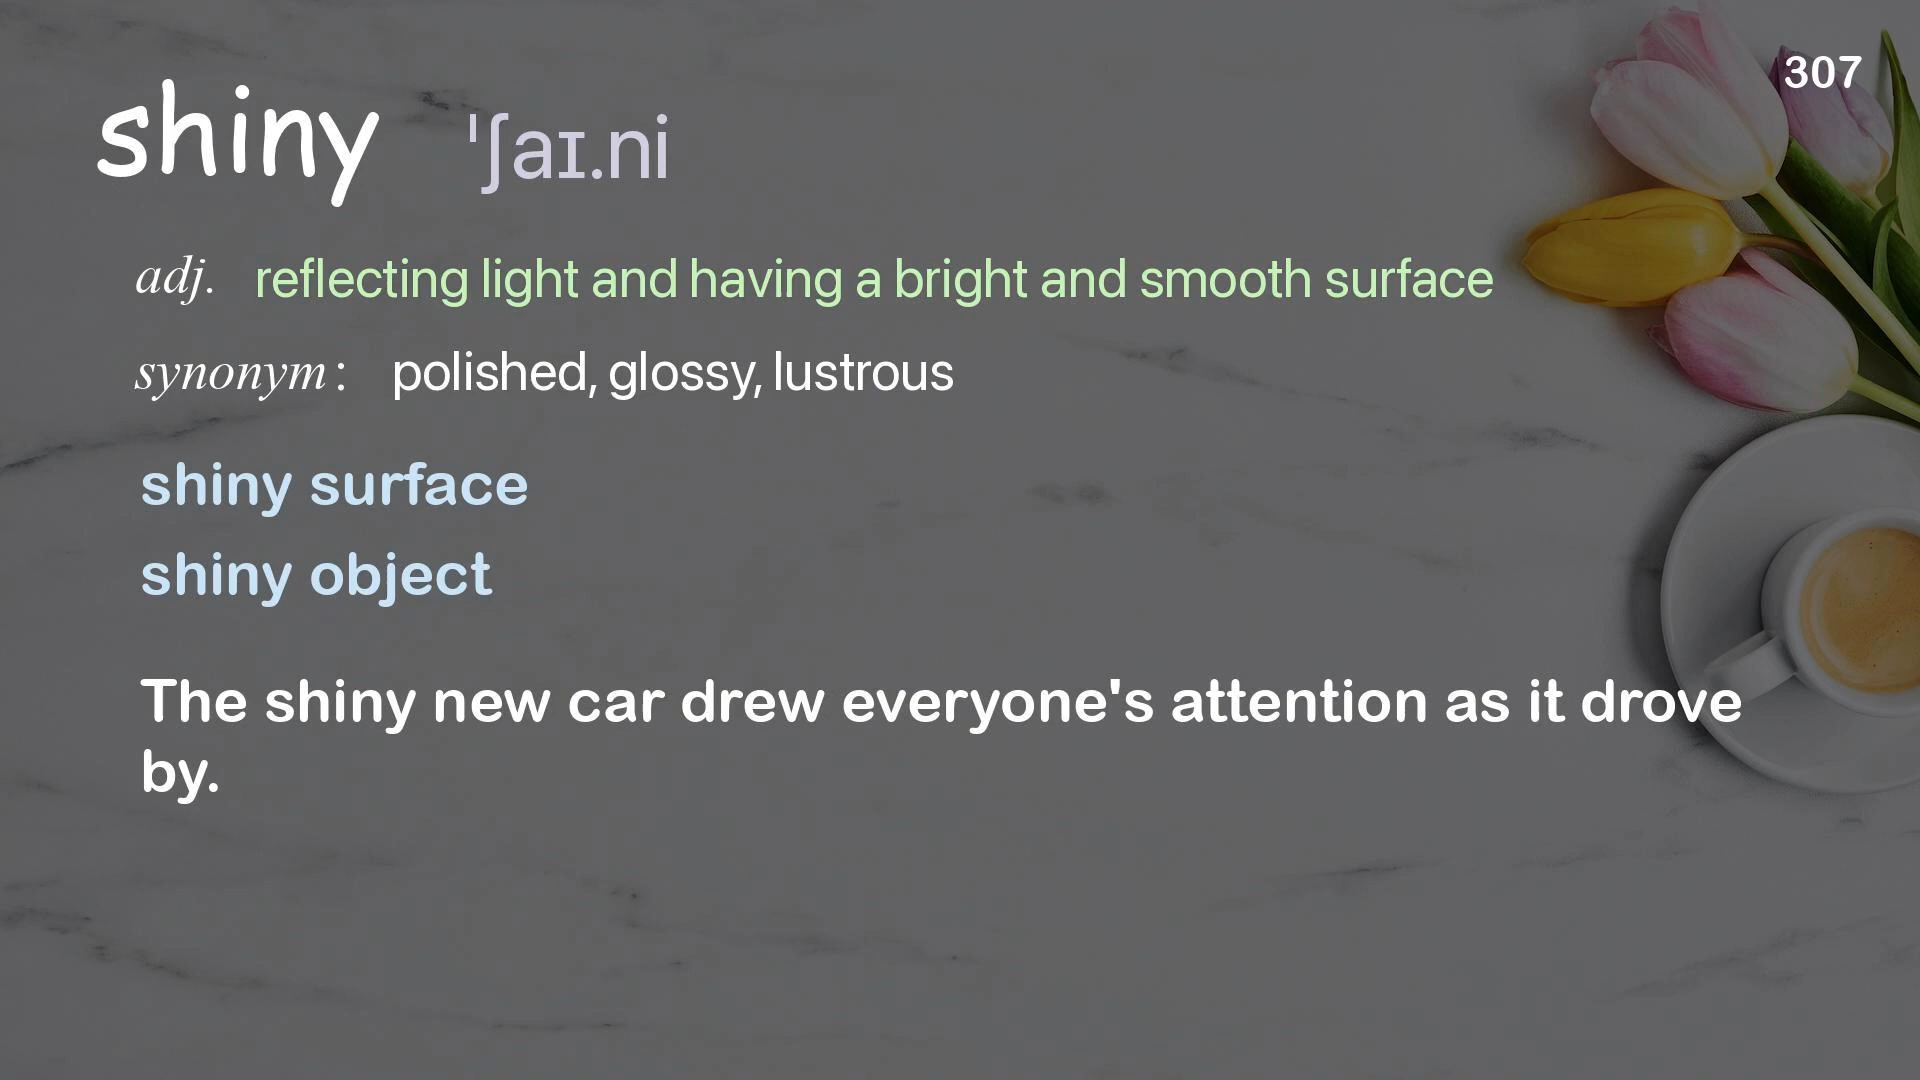 307
shiny ˈʃaɪ.ni
adj. reflecting light and having a bright and smooth surface
synonym: polished, glossy, lustrous
shiny surface
shiny object
The shiny new car drew everyone's attention as it drove
by.